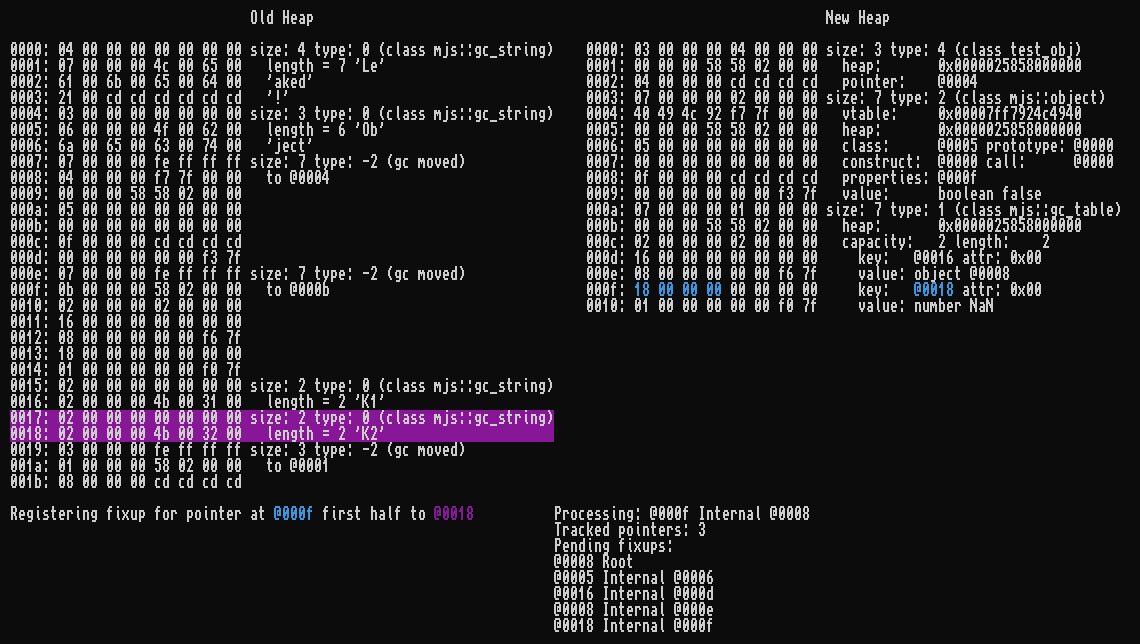 Old Heap
0000: 04 00 00 00 00 00 00 00 size: 4 type: 0 (class mjs::gc_string)
0001: 07 00 00 00 4c 00 65 00   length = 7 'Le'
0002: 61 00 6b 00 65 00 64 00   'aked'
0003: 21 00 cd cd cd cd cd cd   '!'
0004: 03 00 00 00 00 00 00 00 size: 3 type: 0 (class mjs::gc_string)
0005: 06 00 00 00 4f 00 62 00   length = 6 'Ob'
0006: 6a 00 65 00 63 00 74 00   'ject'
0007: 07 00 00 00 fe ff ff ff size: 7 type: -2 (gc moved)
0008: 04 00 00 00 f7 7f 00 00   to @0004
0009: 00 00 00 58 58 02 00 00
000a: 05 00 00 00 00 00 00 00
000b: 00 00 00 00 00 00 00 00
000c: 0f 00 00 00 cd cd cd cd
000d: 00 00 00 00 00 00 f3 7f
000e: 07 00 00 00 fe ff ff ff size: 7 type: -2 (gc moved)
000f: 0b 00 00 00 58 02 00 00   to @000b
0010: 02 00 00 00 02 00 00 00
0011: 16 00 00 00 00 00 00 00
0012: 08 00 00 00 00 00 f6 7f
0013: 18 00 00 00 00 00 00 00
0014: 01 00 00 00 00 00 f0 7f
0015: 02 00 00 00 00 00 00 00 size: 2 type: 0 (class mjs::gc_string)
0016: 02 00 00 00 4b 00 31 00   length = 2 'K1'
0017: 02 00 00 00 00 00 00 00 size: 2 type: 0 (class mjs::gc_string)
0018: 02 00 00 00 4b 00 32 00   length = 2 'K2'
0019: 03 00 00 00 fe ff ff ff size: 3 type: -2 (gc moved)
001a: 01 00 00 00 58 02 00 00   to @0001
001b: 08 00 00 00 cd cd cd cd
New Heap
0000: 03 00 00 00 04 00 00 00 size: 3 type: 4 (class test_obj)
0001: 00 00 00 58 58 02 00 00   heap:       0x0000025858000000
0002: 04 00 00 00 cd cd cd cd   pointer:    @0004
0003: 07 00 00 00 02 00 00 00 size: 7 type: 2 (class mjs::object)
0004: 40 49 4c 92 f7 7f 00 00   vtable:     0x00007ff7924c4940
0005: 00 00 00 58 58 02 00 00   heap:       0x0000025858000000
0006: 05 00 00 00 00 00 00 00   class:      @0005 prototype: @0000
0007: 00 00 00 00 00 00 00 00   construct:  @0000 call:      @0000
0008: 0f 00 00 00 cd cd cd cd   properties: @000f
0009: 00 00 00 00 00 00 f3 7f   value:      boolean false
000a: 07 00 00 00 01 00 00 00 size: 7 type: 1 (class mjs::gc_table)
000b: 00 00 00 58 58 02 00 00   heap:       0x0000025858000000
000c: 02 00 00 00 02 00 00 00   capacity:   2 length:    2
000d: 16 00 00 00 00 00 00 00     key:   @0016 attr: 0x00
000e: 08 00 00 00 00 00 f6 7f     value: object @0008
000f: 18 00 00 00 00 00 00 00     key:   @0018 attr: 0x00
0010: 01 00 00 00 00 00 f0 7f     value: number NaN
Registering fixup for pointer at @000f first half to @0018
Processing: @000f Internal @0008
Tracked pointers: 3
Pending fixups:
@0008 Root
@0005 Internal @0006
@0016 Internal @000d
@0008 Internal @000e
@0018 Internal @000f